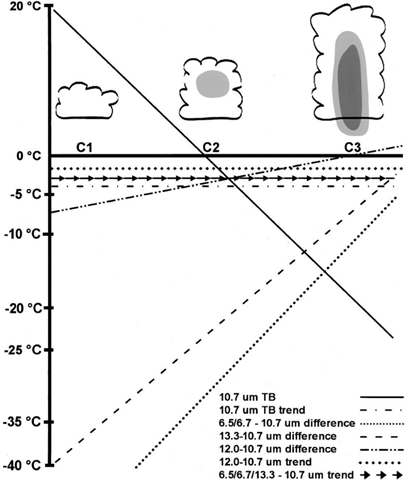 20 °C
C1 C2 C3
0 °C
-5 °C
-10 °C
-20 °C
-25 °C
-35 °C
-40 °C
10.7 um TB
10.7 um TB trend
6.5/6.7 - 10.7 um difference
13.3-10.7 um difference
12.0-10.7 um difference
12.0-10.7 um trend
6.5/6.7/13.3 - 10.7 um trend